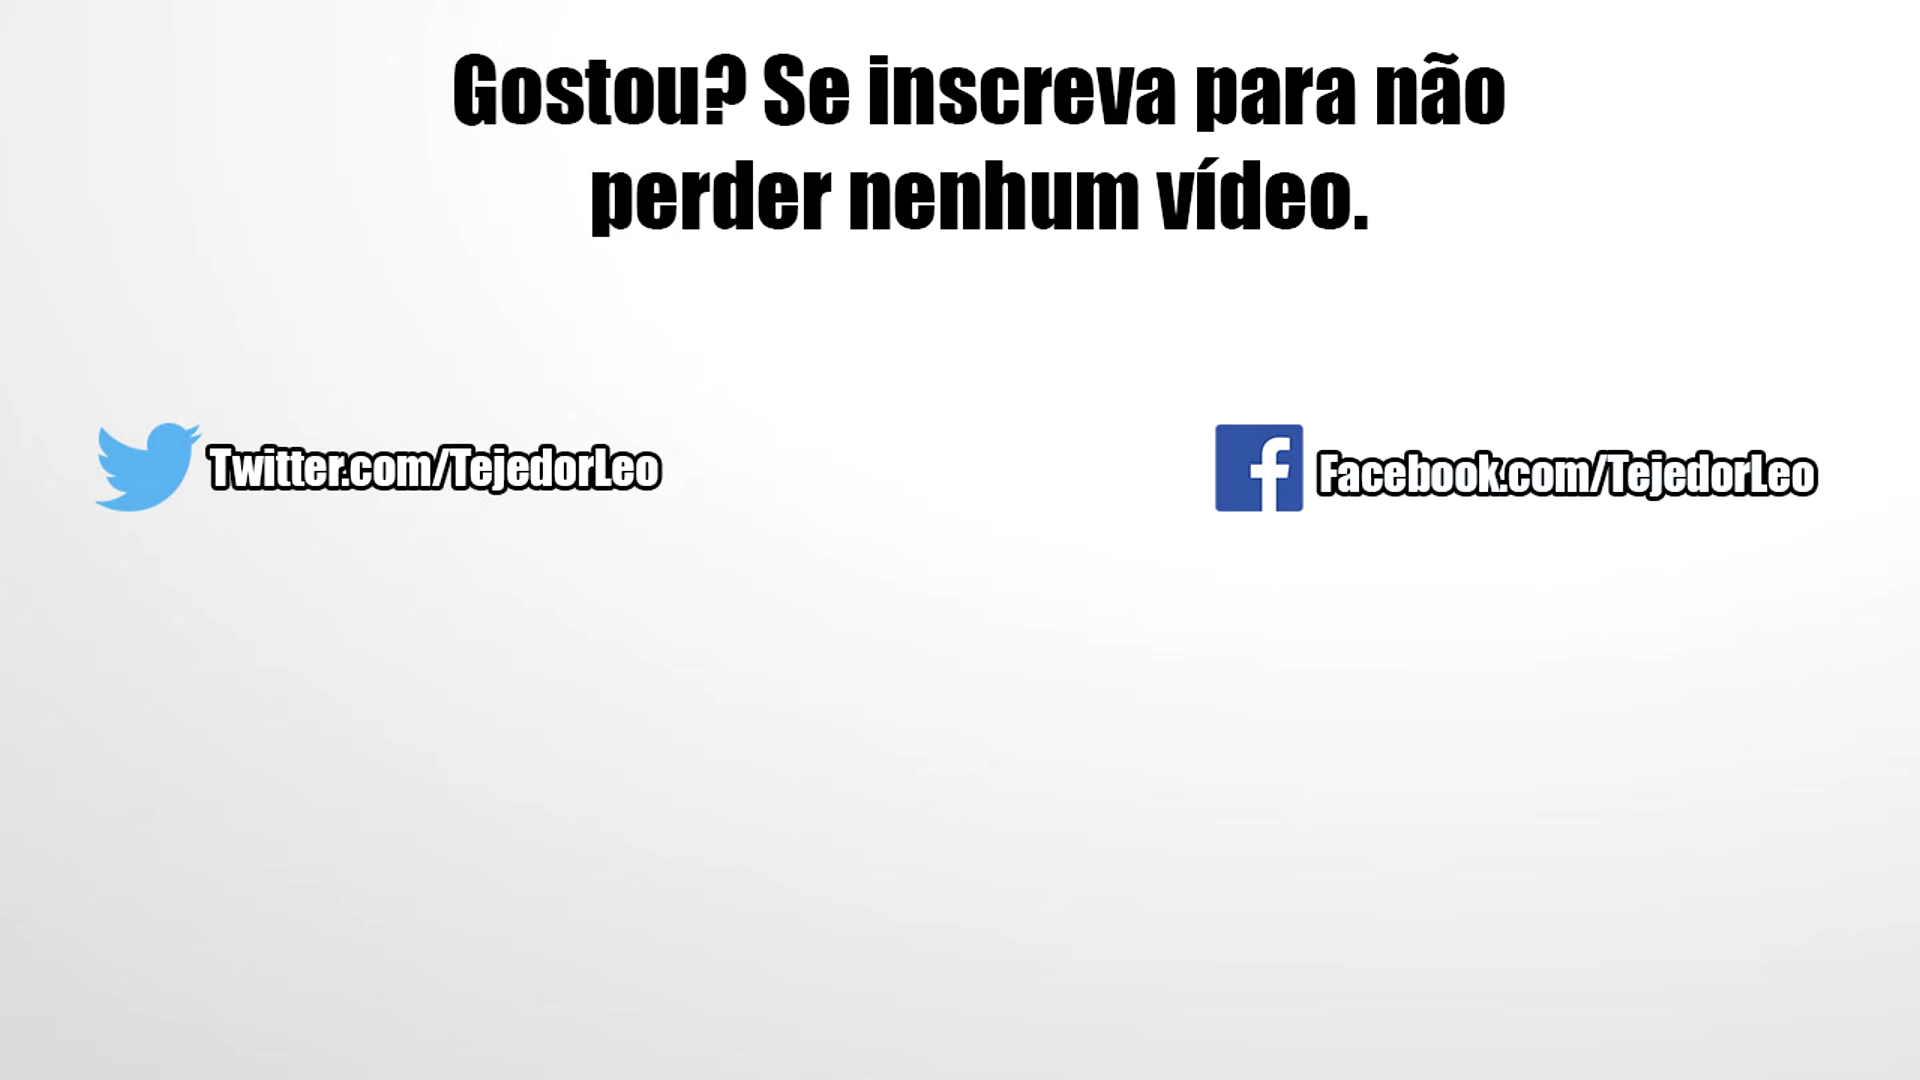 Gostou? Se inscreva para não
perder nenhum vídeo.
Twitter.com/TejedorLeo
Facebook.com/TejedorLeo